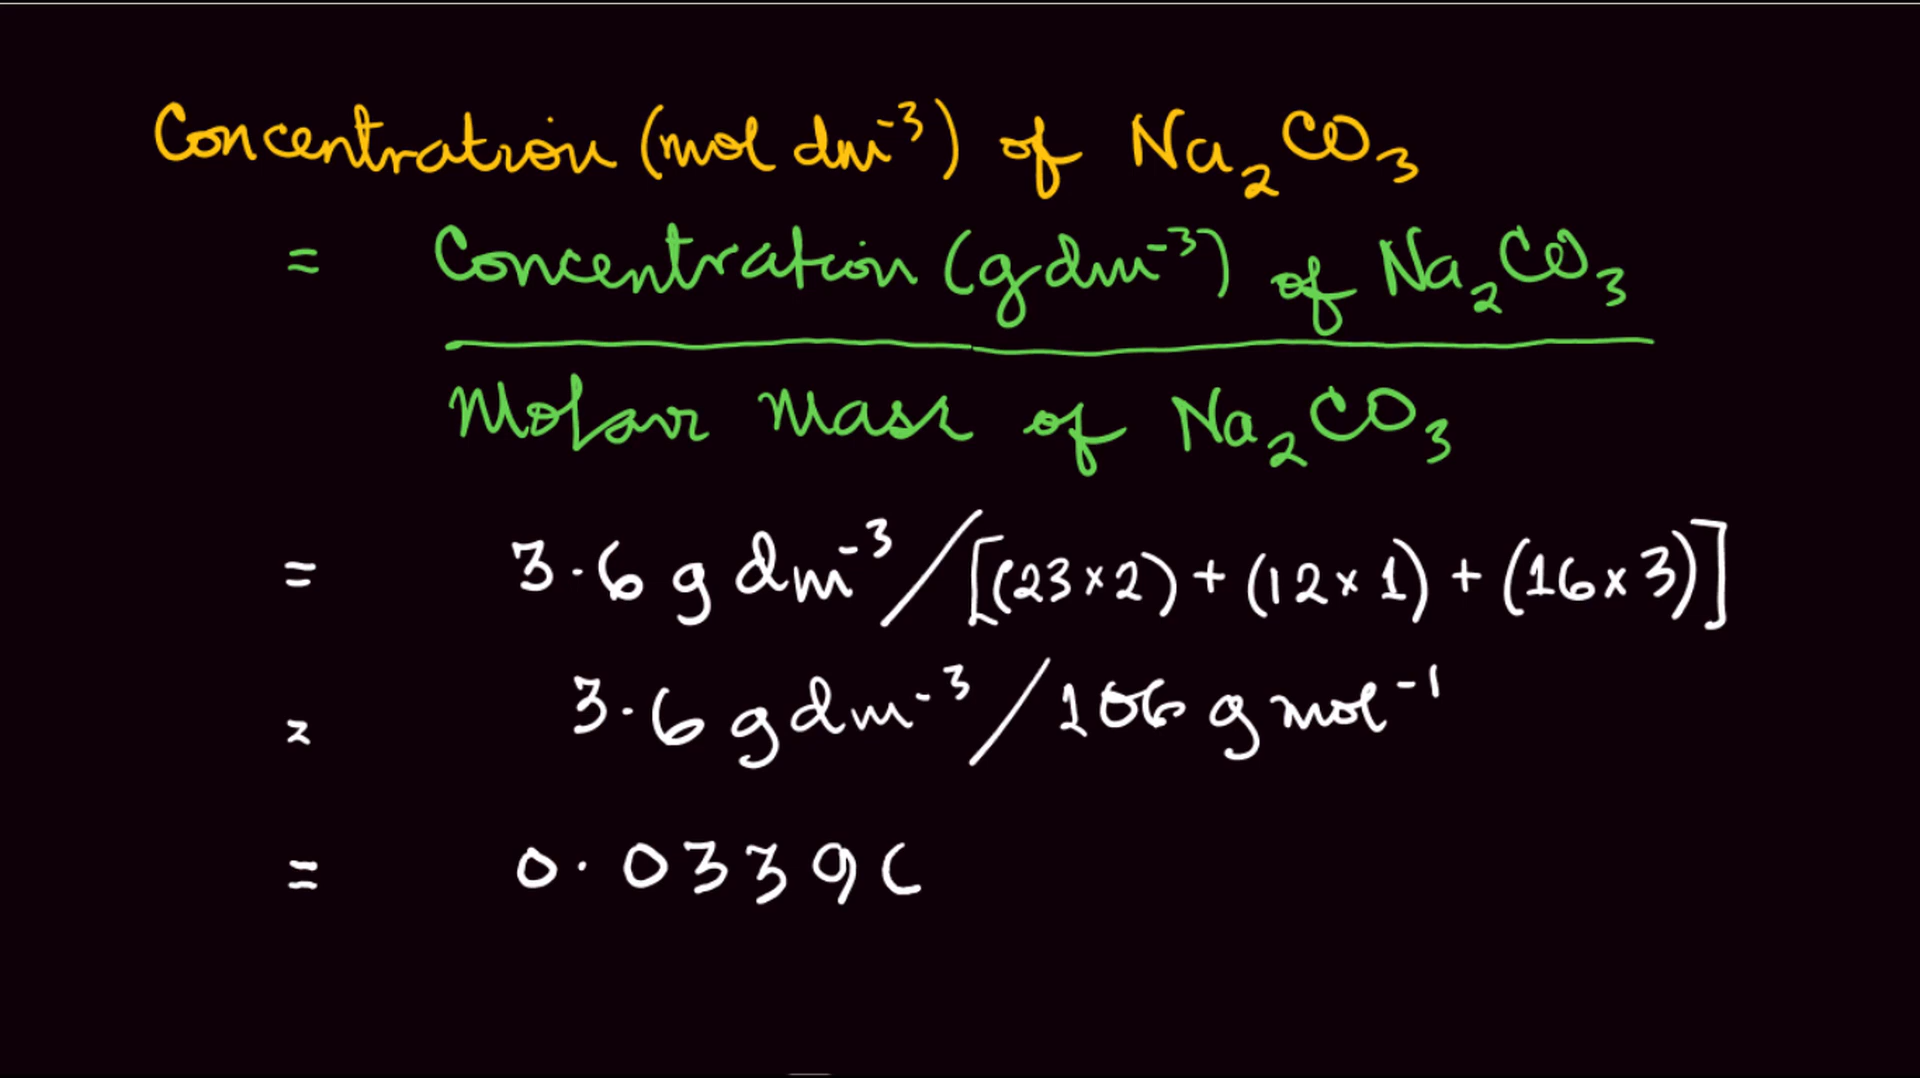 Concentration (mol dm⁻³) of Na₂CO₃
= Concentration (g dm⁻³) of Na₂CO₃
Molar Mass of Na₂CO₃
= 3.6 g dm⁻³ / [(23×2) + (12×1) + (16×3)]
= 3.6 g dm⁻³ / 106 g mol⁻¹
= 0.0339